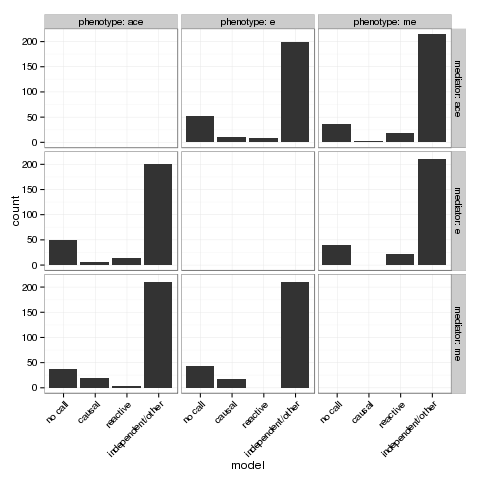 phenotype: ace phenotype: e phenotype: me
200
150
100
50
0
mediator: ace
200
150
100
50
0
mediator: e
200
150
100
50
0
mediator: me
count
no call causal reactive independent/other no call causal reactive independent/other no call causal reactive independent/other
model